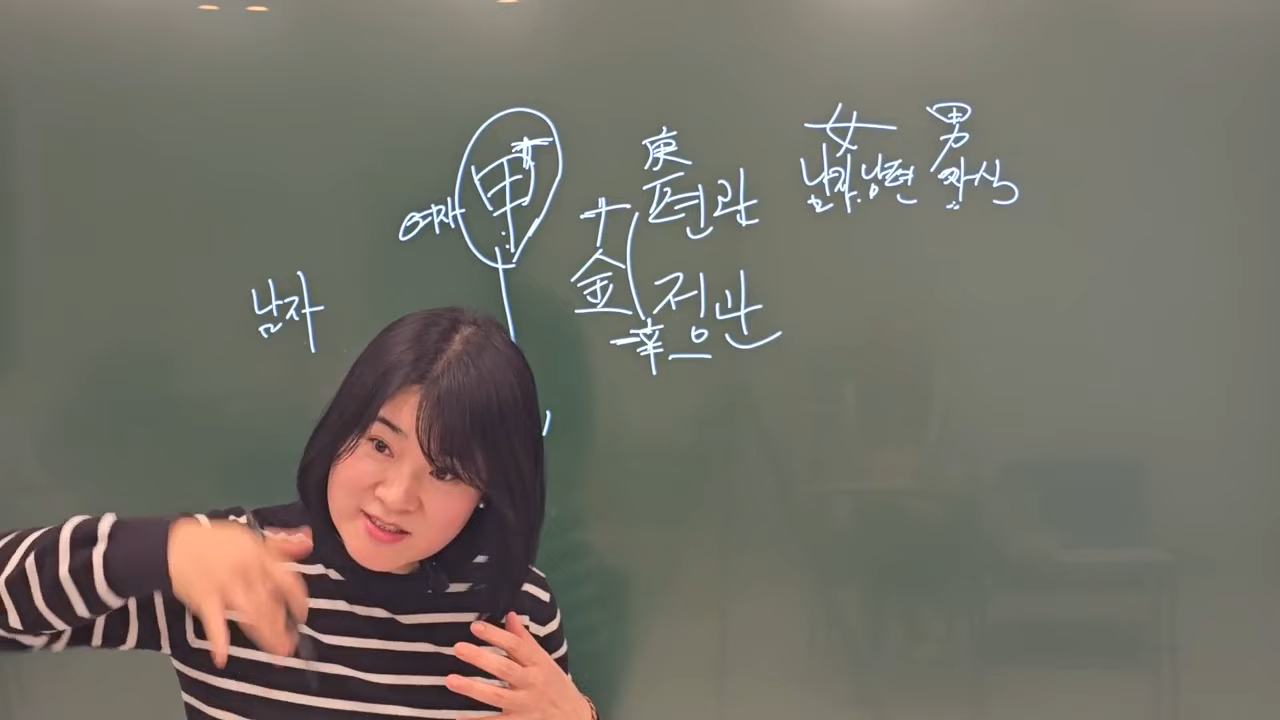 女 男
남자.남편 자식
庚
甲 + 편관
여자
金 정관
남자
辛